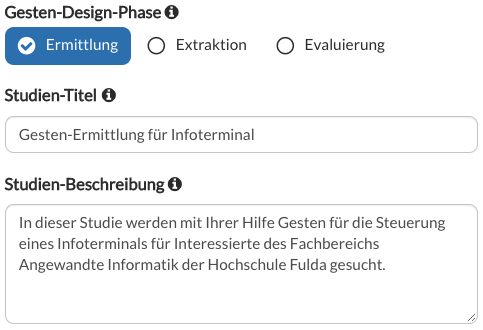 Gesten-Design-Phase
Ermittlung Extraktion Evaluierung
Studien-Titel
Gesten-Ermittlung für Infoterminal
Studien-Beschreibung
In dieser Studie werden mit Ihrer Hilfe Gesten für die Steuerung
eines Infoterminals für Interessierte des Fachbereichs
Angewandte Informatik der Hochschule Fulda gesucht.